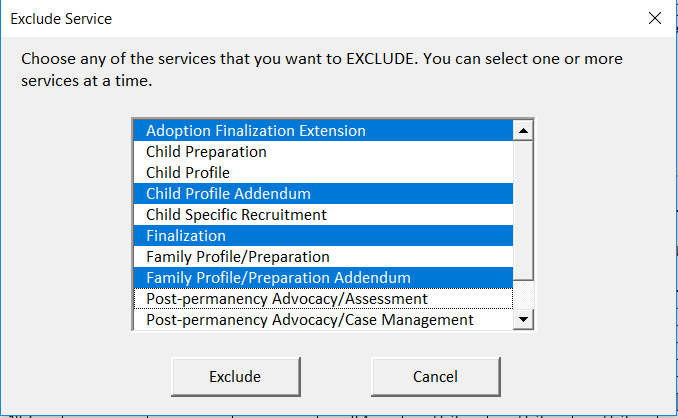 Exclude Service
Choose any of the services that you want to EXCLUDE. You can select one or more
services at a time.
Adoption Finalization Extension
Child Preparation
Child Profile
Child Profile Addendum
Child Specific Recruitment
Finalization
Family Profile/Preparation
Family Profile/Preparation Addendum
Post-permanency Advocacy/Assessment
Post-permanency Advocacy/Case Management
Exclude
Cancel